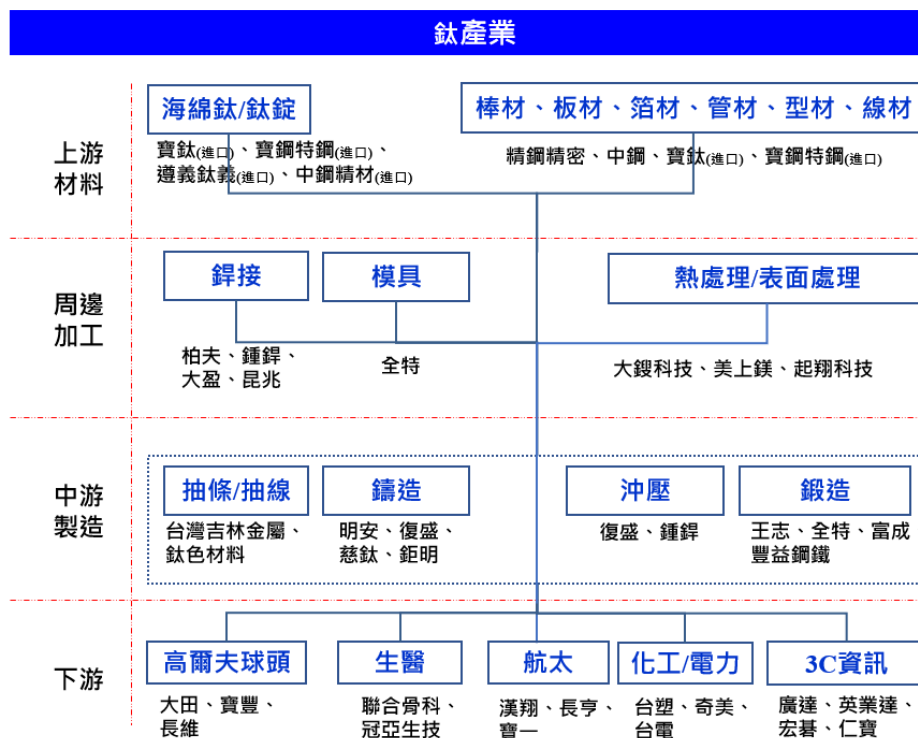 鈦產業
上游
材料
海綿鈦/鈦錠
寶鈦(進口)、寶鋼特鋼(進口)、
遵義鈦義(進口)、中鋼精材(進口)
棒材、板材、箔材、管材、型材、線材
精鋼精密、中鋼、寶鈦(進口)、寶鋼特鋼(進口)
周邊
加工
銲接
柏夫、鍾銲、
大盈、昆兆
模具
全特
熱處理/表面處理
大鎪科技、美上鎂、起翔科技
中游
製造
抽條/抽線
台灣吉林金屬、
鈦色材料
鑄造
明安、復盛、
慈鈦、鉅明
沖壓
復盛、鍾銲
鍛造
王志、全特、富成
豐益鋼鐵
下游
高爾夫球頭
大田、寶豐、
長維
生醫
聯合骨科、
冠亞生技
航太
漢翔、長亨、
寶一
化工/電力
台塑、奇美、
台電
3C資訊
廣達、英業達、
宏碁、仁寶